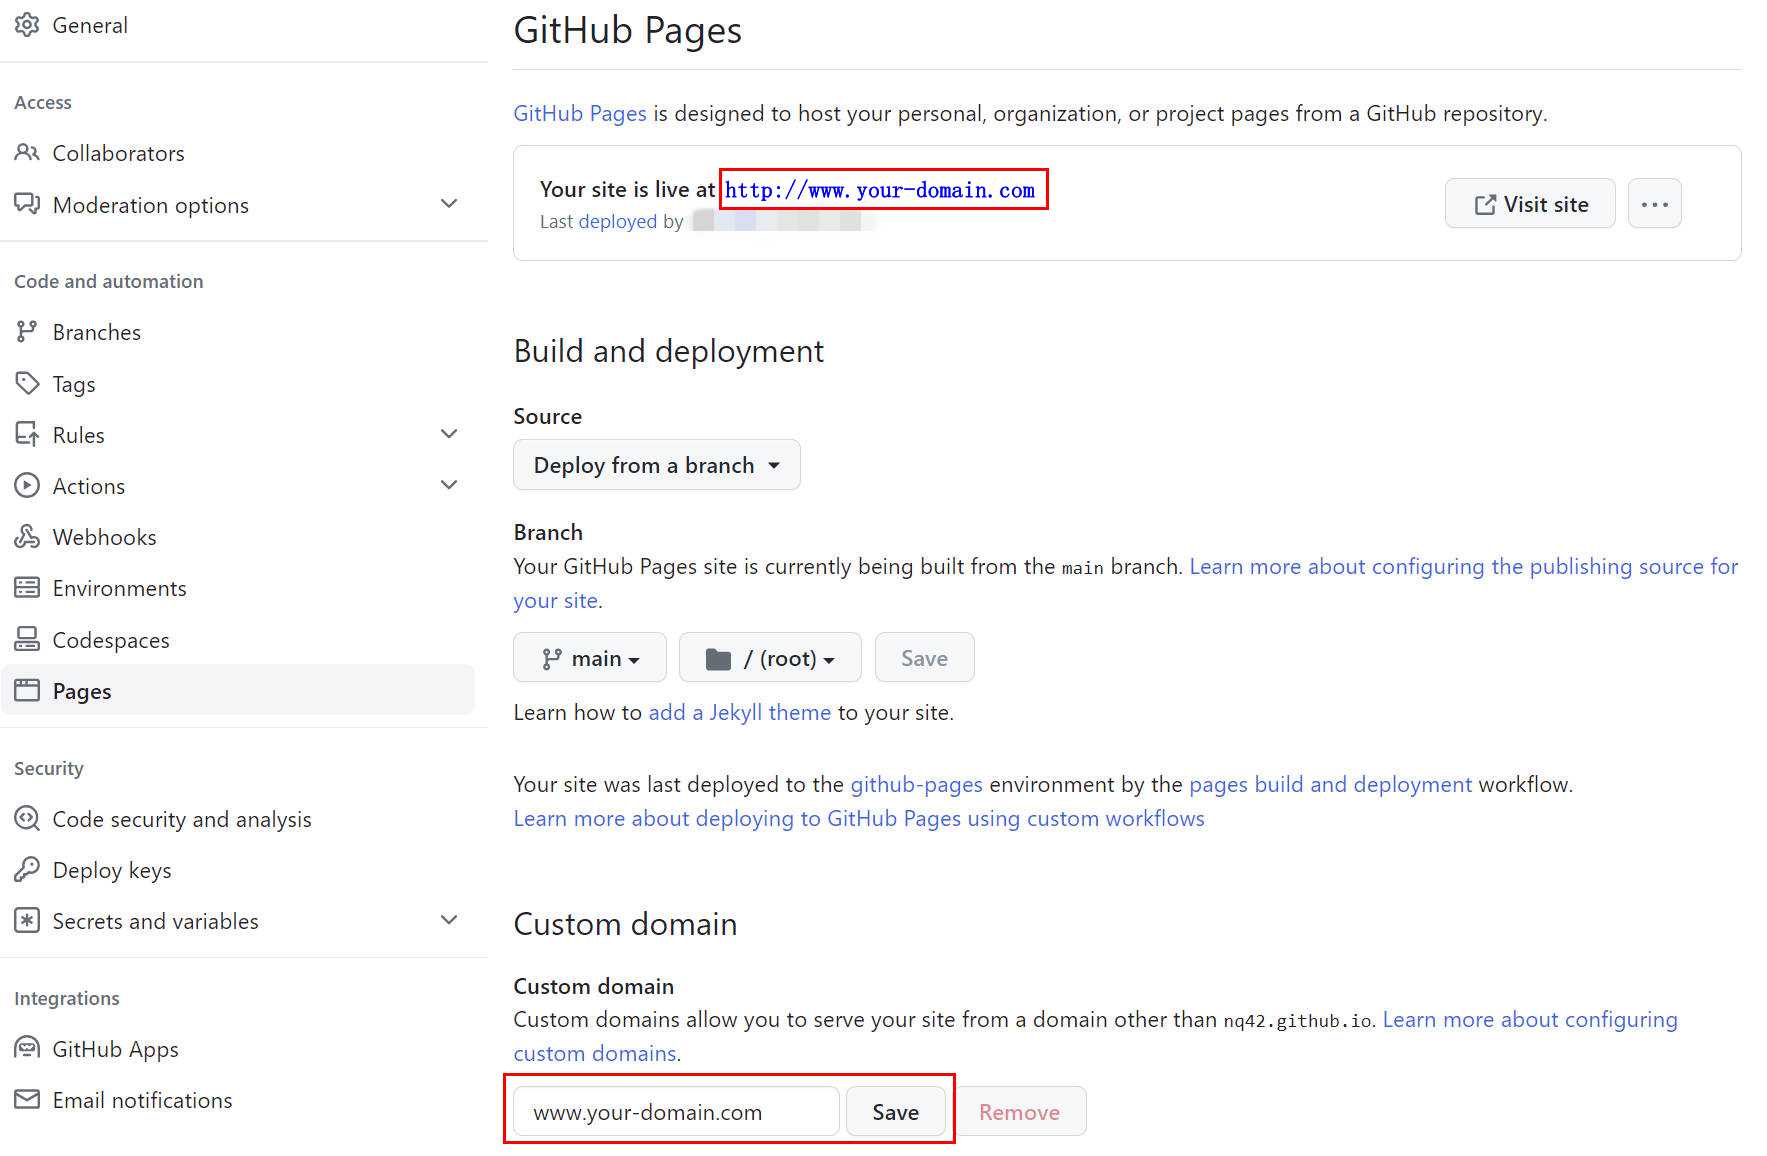 General
Access
Collaborators
Moderation options
Code and automation
Branches
Tags
Rules
Actions
Webhooks
Environments
Codespaces
Pages
Security
Code security and analysis
Deploy keys
Secrets and variables
Integrations
GitHub Apps
Email notifications
GitHub Pages
GitHub Pages is designed to host your personal, organization, or project pages from a GitHub repository.
Your site is live at http://www.your-domain.com
Last deployed by
Visit site
...
Build and deployment
Source
Deploy from a branch
Branch
Your GitHub Pages site is currently being built from the main branch. Learn more about configuring the publishing source for
your site.
main
/ (root)
Save
Learn how to add a Jekyll theme to your site.
Your site was last deployed to the github-pages environment by the pages build and deployment workflow.
Learn more about deploying to GitHub Pages using custom workflows
Custom domain
Custom domain
Custom domains allow you to serve your site from a domain other than nq42.github.io. Learn more about configuring
custom domains.
www.your-domain.com
Save
Remove